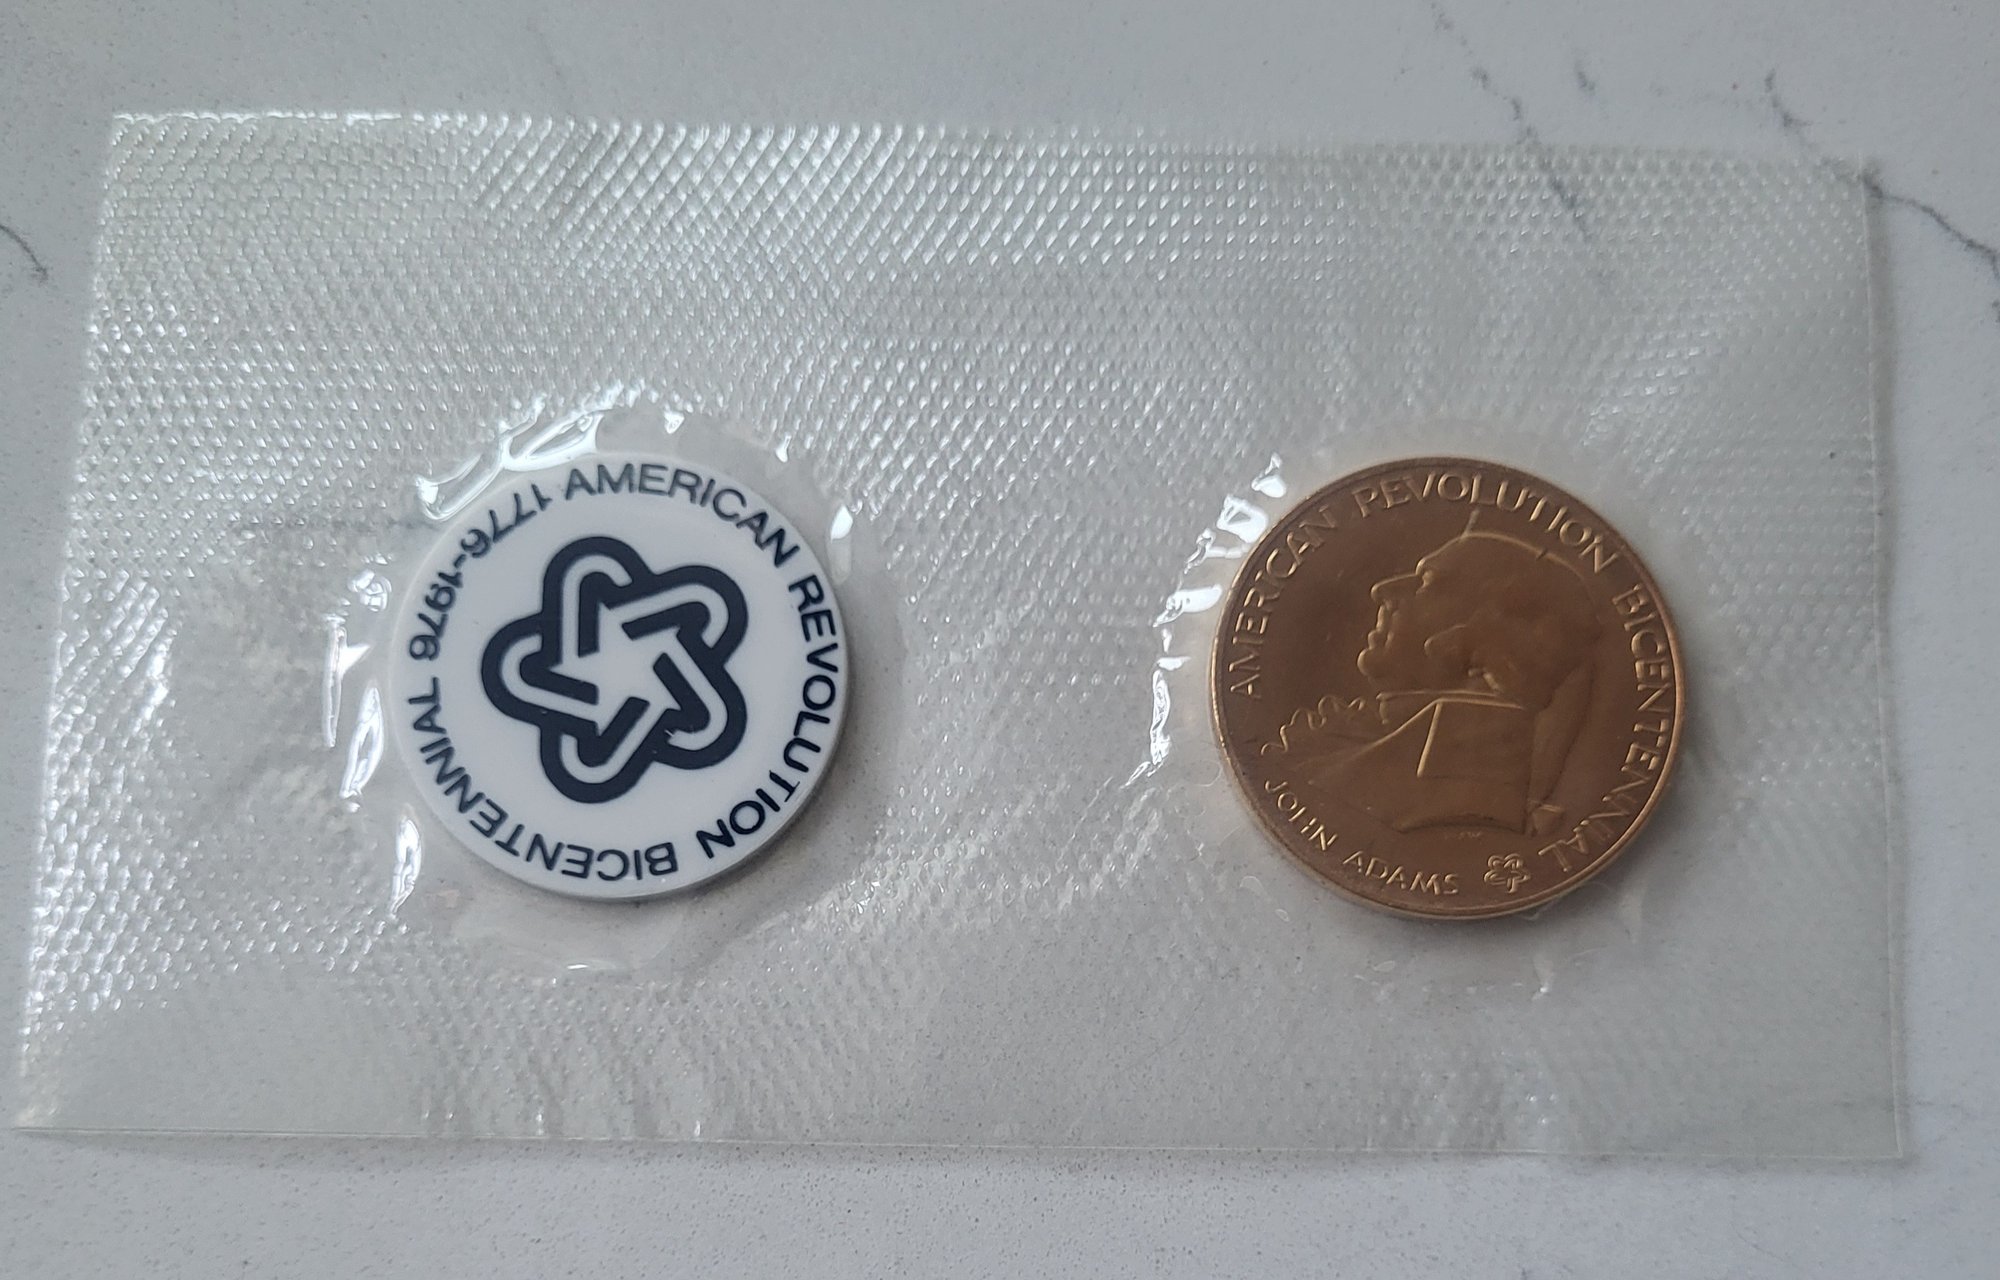 AMERICAN REVOLUTION BICENTENNIAL 1776-1976
AMERICAN REVOLUTION BICENTENNIAL
JOHN ADAMS